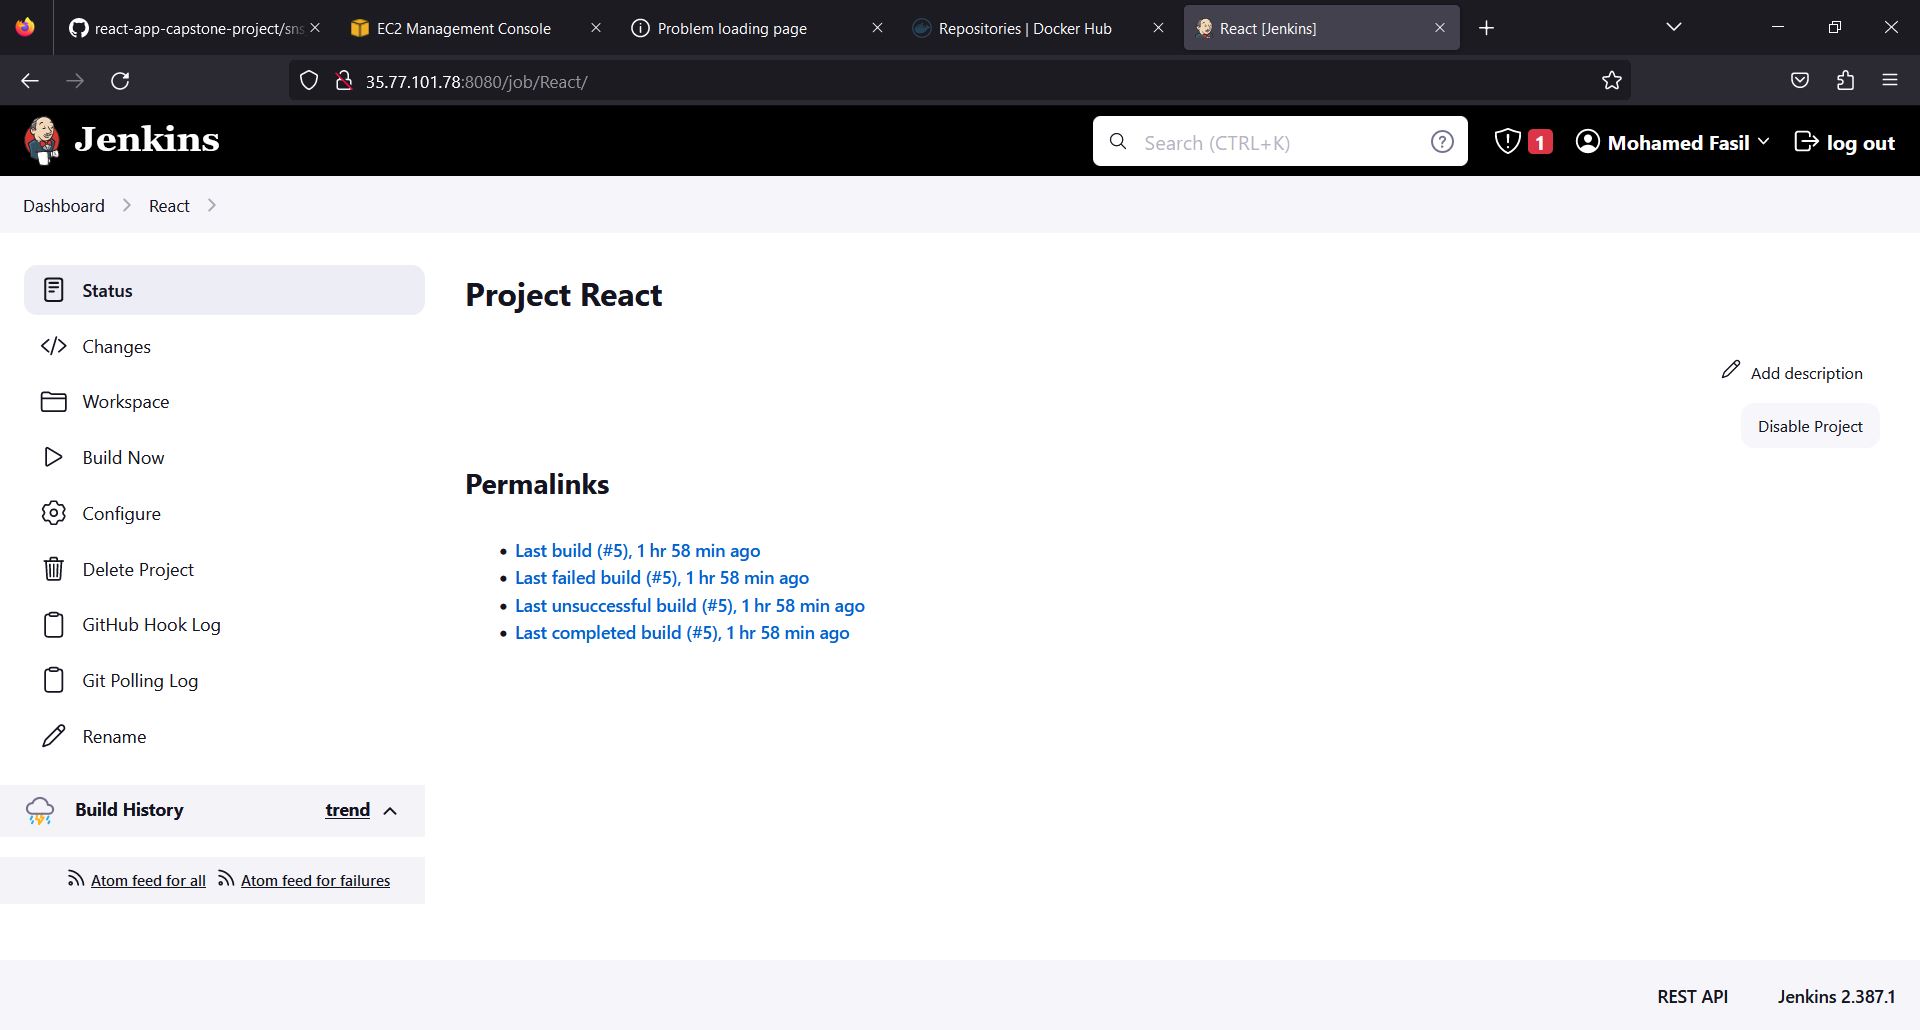 react-app-capstone-project/sns
EC2 Management Console
Problem loading page
Repositories | Docker Hub
React [Jenkins]
35.77.101.78:8080/job/React/
Jenkins
Search (CTRL+K)
1
Mohamed Fasil
log out
Dashboard
React
Status
Changes
Workspace
Build Now
Configure
Delete Project
GitHub Hook Log
Git Polling Log
Rename
Build History
trend
Atom feed for all
Atom feed for failures
Project React
Add description
Disable Project
Permalinks
Last build (#5), 1 hr 58 min ago
Last failed build (#5), 1 hr 58 min ago
Last unsuccessful build (#5), 1 hr 58 min ago
Last completed build (#5), 1 hr 58 min ago
REST API
Jenkins 2.387.1